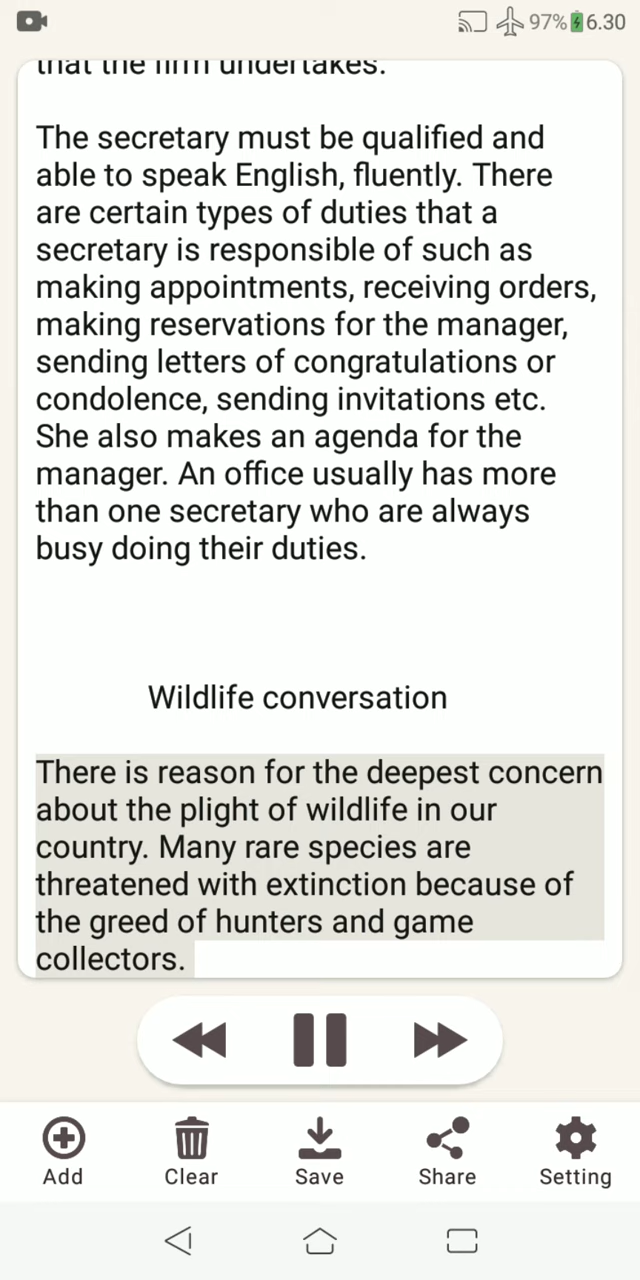 97% 6.30
that the firm undertakes.
The secretary must be qualified and
able to speak English, fluently. There
are certain types of duties that a
secretary is responsible of such as
making appointments, receiving orders,
making reservations for the manager,
sending letters of congratulations or
condolence, sending invitations etc.
She also makes an agenda for the
manager. An office usually has more
than one secretary who are always
busy doing their duties.
Wildlife conversation
There is reason for the deepest concern
about the plight of wildlife in our
country. Many rare species are
threatened with extinction because of
the greed of hunters and game
collectors.
Add Clear Save Share Setting